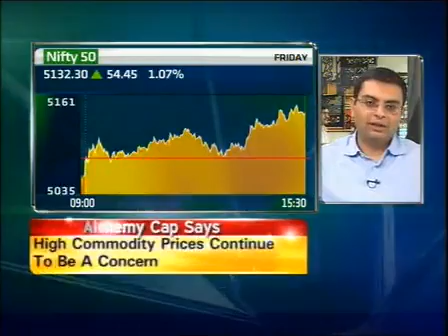 Nifty 50
FRIDAY
5132.30 ▲ 54.45 1.07%
5161
5035
09:00 15:30
Alchemy Cap Says
High Commodity Prices Continue
To Be A Concern